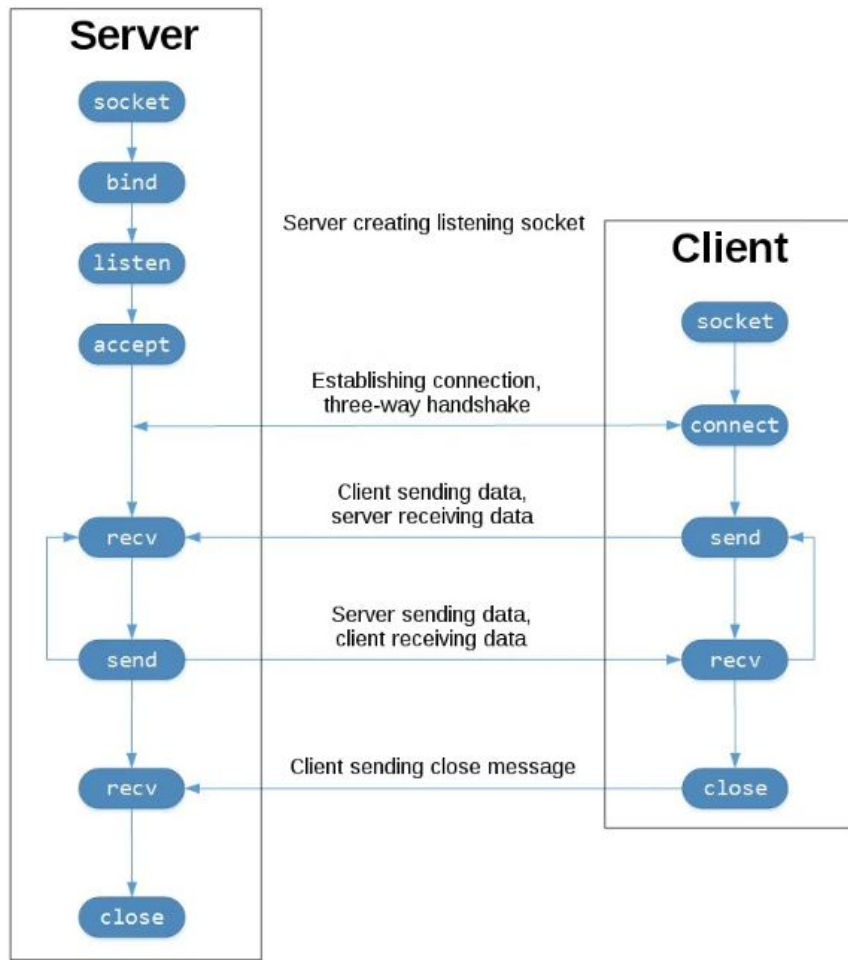 Server
socket
bind
listen
accept
recv
send
recv
close
Server creating listening socket
Establishing connection,
three-way handshake
Client sending data,
server receiving data
Server sending data,
client receiving data
Client sending close message
Client
socket
connect
send
recv
close